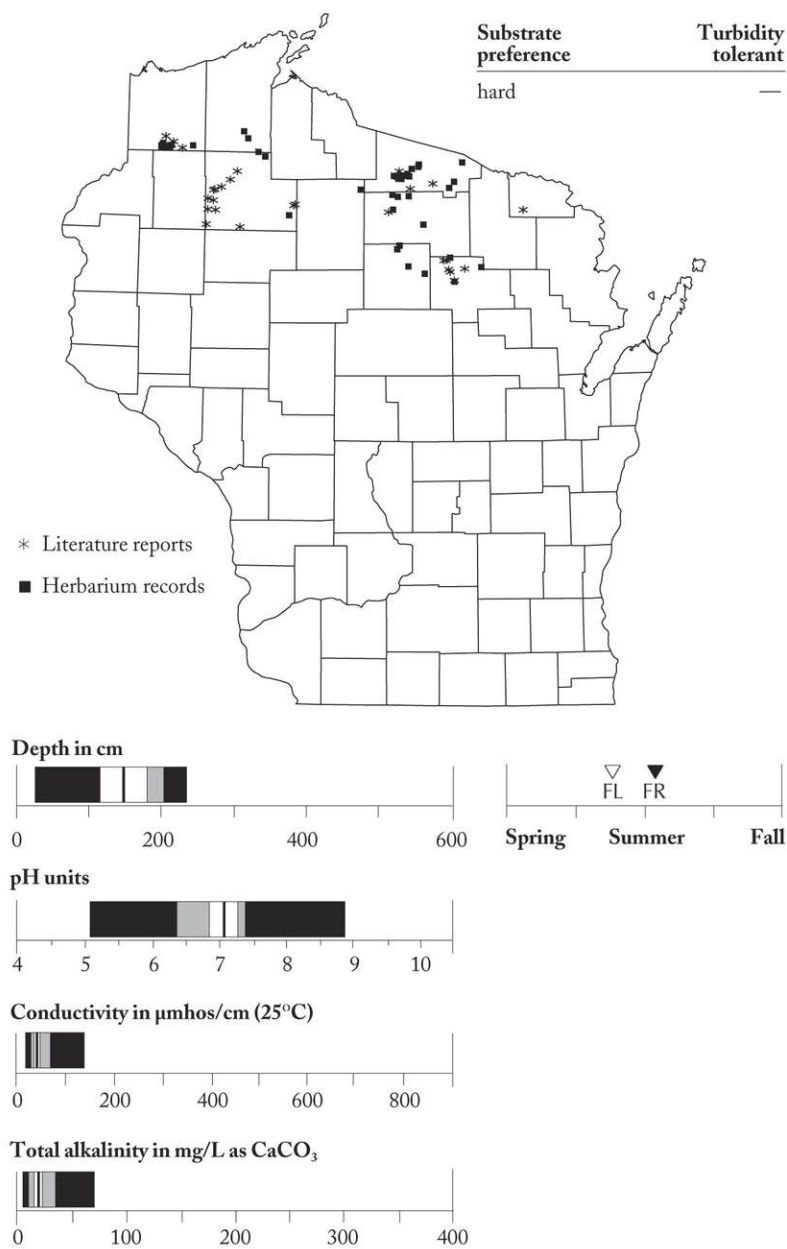 Substrate preference Turbidity tolerant
hard —
* Literature reports
■ Herbarium records
Depth in cm
0 200 400 600
FL FR
Spring Summer Fall
pH units
4 5 6 7 8 9 10
Conductivity in µmhos/cm (25°C)
0 200 400 600 800
Total alkalinity in mg/L as CaCO₃
0 100 200 300 400